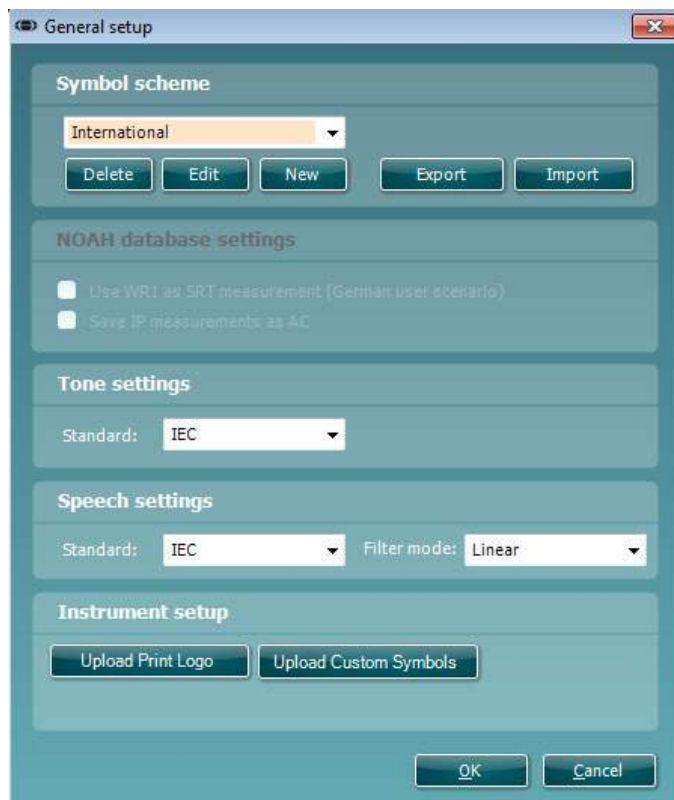 General setup
Symbol scheme
International
Delete Edit New Export Import
NOAH database settings
Use WR1 as SRT measurement (German user scenario)
Save IP measurements as AC
Tone settings
Standard: IEC
Speech settings
Standard: IEC Filter mode: Linear
Instrument setup
Upload Print Logo Upload Custom Symbols
OK Cancel